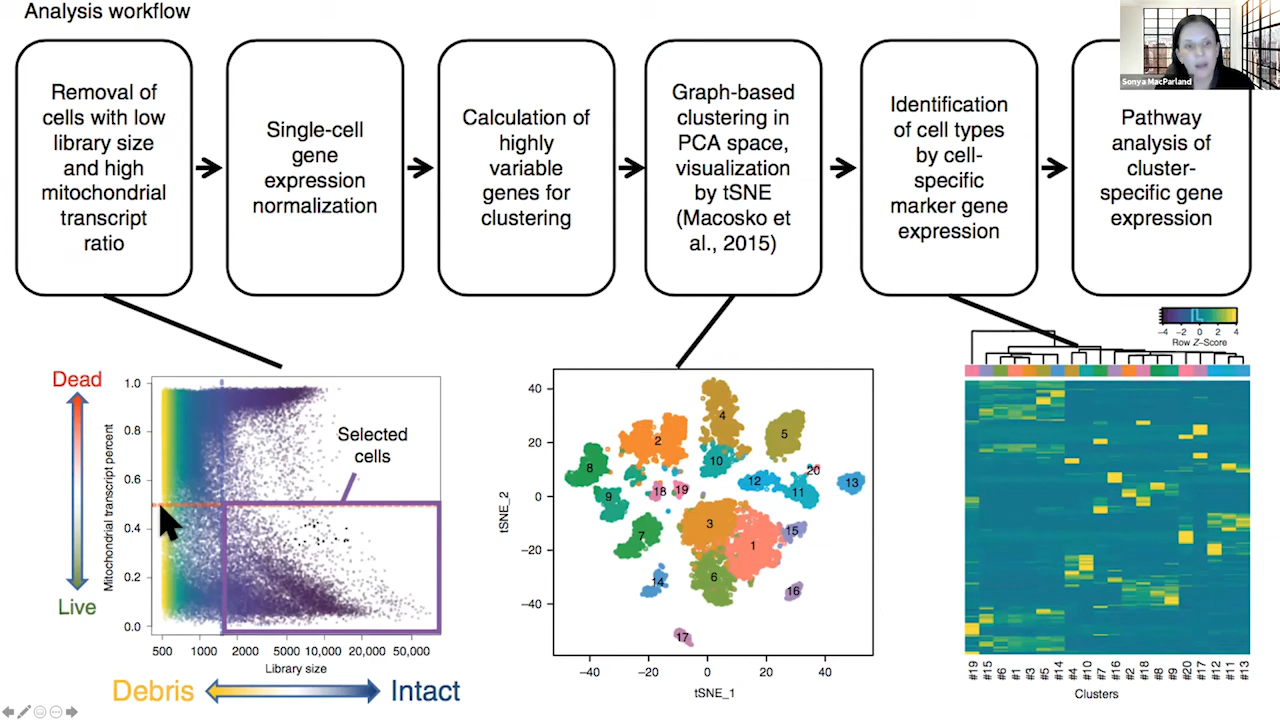 Analysis workflow
Removal of
cells with low
library size
and high
mitochondrial
transcript
ratio
Single-cell
gene
expression
normalization
Calculation of
highly
variable
genes for
clustering
Graph-based
clustering in
PCA space,
visualization
by tSNE
(Macosko et
al., 2015)
Identification
of cell types
by cell-
specific
marker gene
expression
Pathway
analysis of
cluster-
specific gene
expression
Sonya MacParland
Dead
Live
Mitochondrial transcript percent
1.0
0.8
0.6
0.4
0.2
0.0
Selected
cells
500 1000 2000 5000 10,000 20,000 50,000
Library size
Debris
Intact
tSNE_2
40
20
0
−20
−40
4
2
5
10
8
20
12
13
18
19
11
9
3
15
7
1
6
14
16
17
−40 −20 0 20 40
tSNE_1
−4 −2 0 2 4
Row Z-Score
#19 #15 #6 #1 #3 #5 #14 #4 #10 #7 #16 #2 #18 #8 #9 #20 #17 #12 #11 #13
Clusters